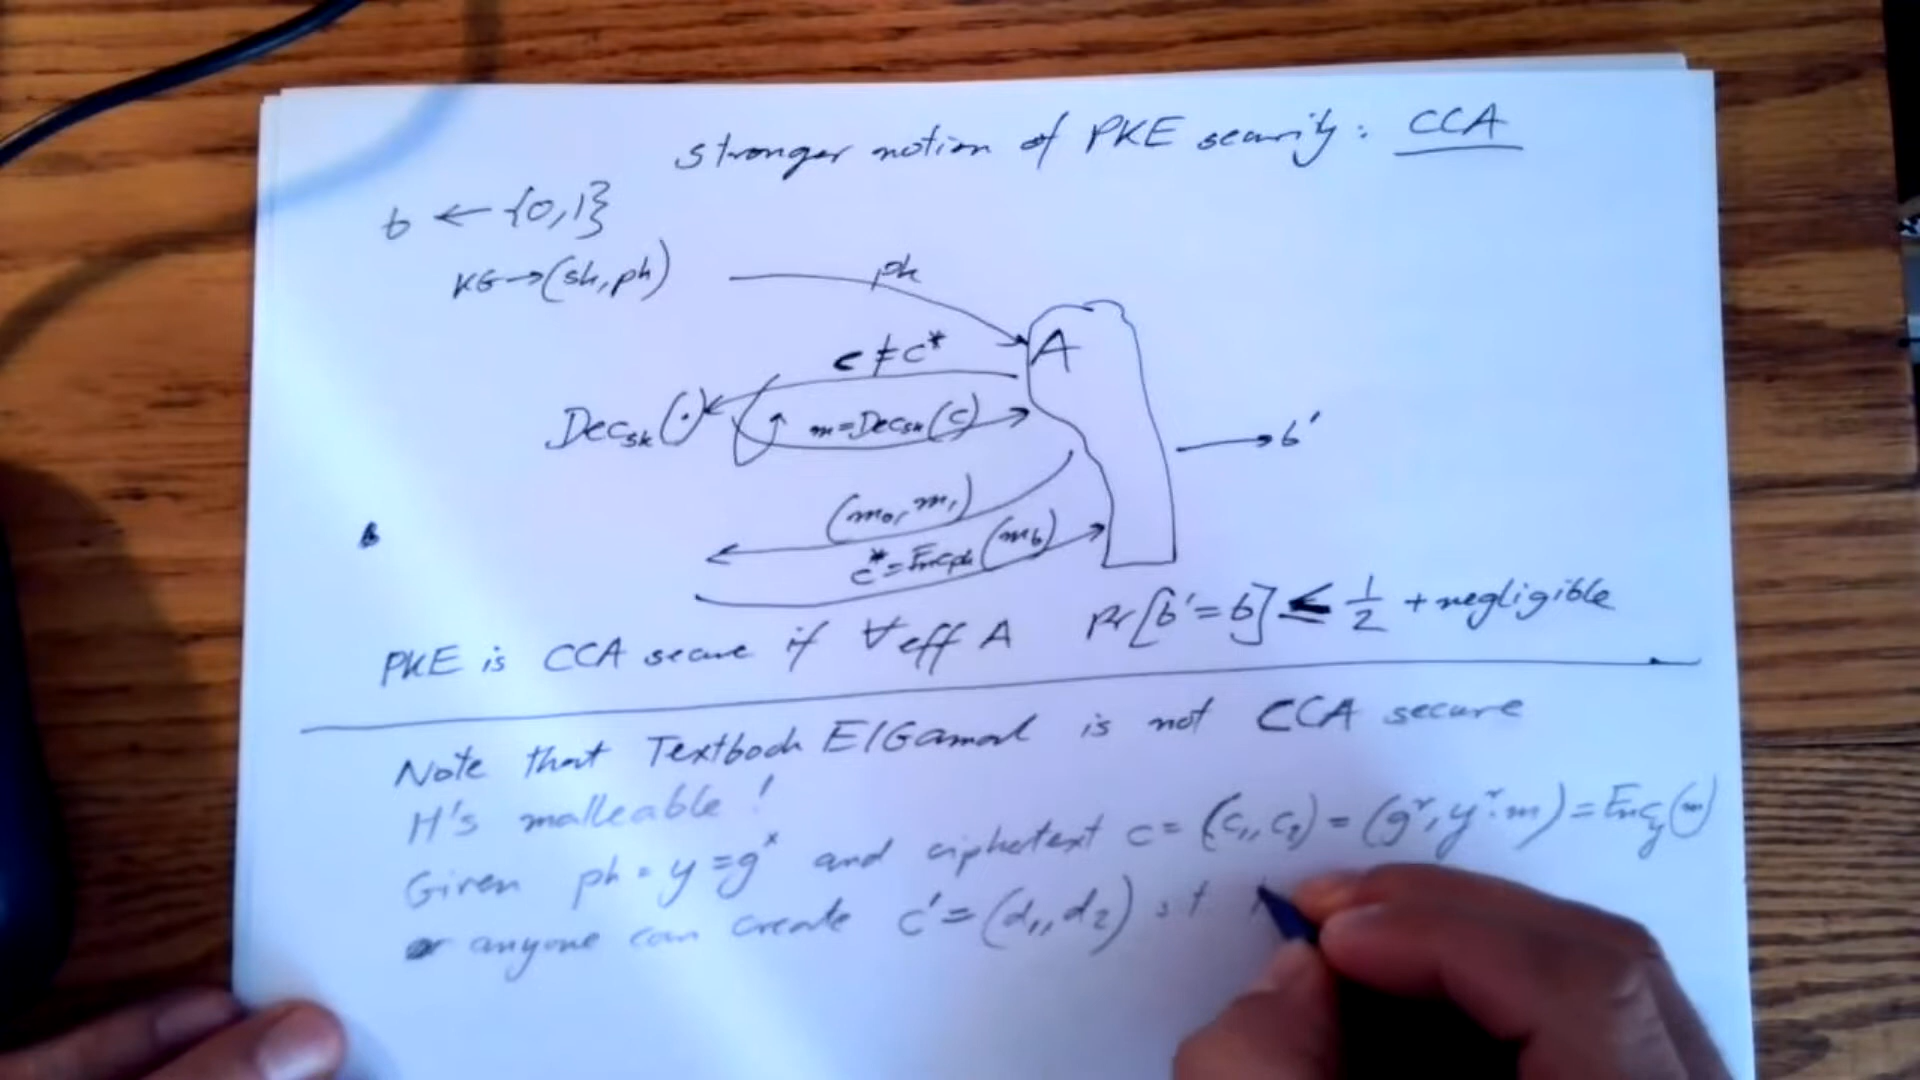 stronger notion of PKE security: CCA
b ← {0,1}
KG→(sk,pk)
pk
A
c ≠ c*
Dec_sk(·)
m=Dec_sk(c)
→ b'
(m₀, m₁)
c*=Enc_pk(m_b)
PKE is CCA secure if ∀ eff A Pr[b'=b] ≤ 1/2 + negligible
Note that Textbook ElGamal is not CCA secure
It's malleable!
Given pk = y = g^x and ciphertext c = (c₁, c₂) = (g^r, y^r·m) = Enc_y(m)
anyone can create c' = (d₁, d₂) s.t.